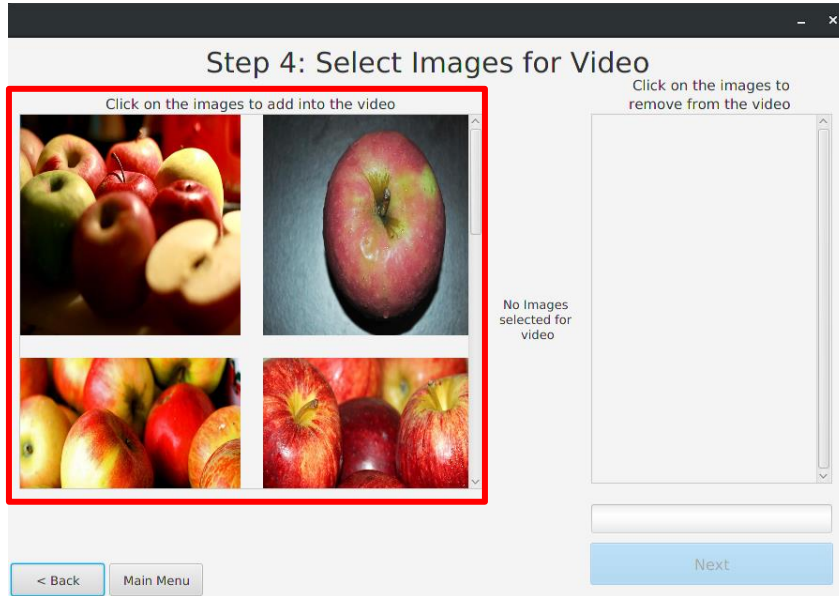 Step 4: Select Images for Video
Click on the images to add into the video
Click on the images to
remove from the video
No Images
selected for
video
Next
< Back
Main Menu